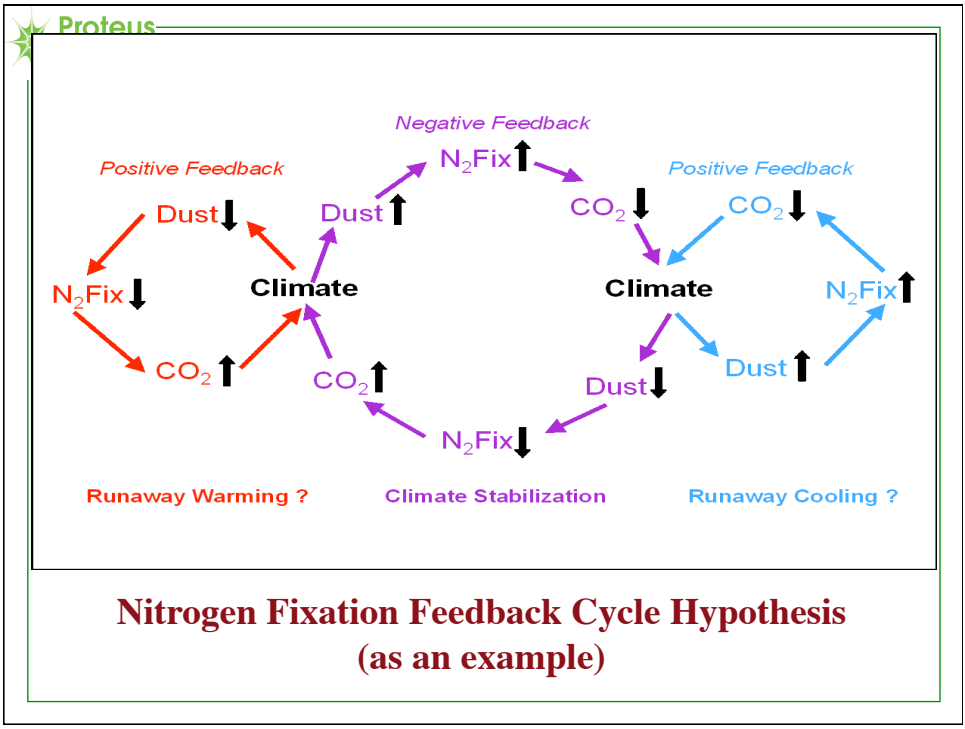 Proteus
Negative Feedback
N₂Fix
Positive Feedback
Positive Feedback
Dust
Dust
CO₂
CO₂
Climate
Climate
N₂Fix
N₂Fix
CO₂
CO₂
Dust
Dust
N₂Fix
Runaway Warming ?
Climate Stabilization
Runaway Cooling ?
Nitrogen Fixation Feedback Cycle Hypothesis
(as an example)